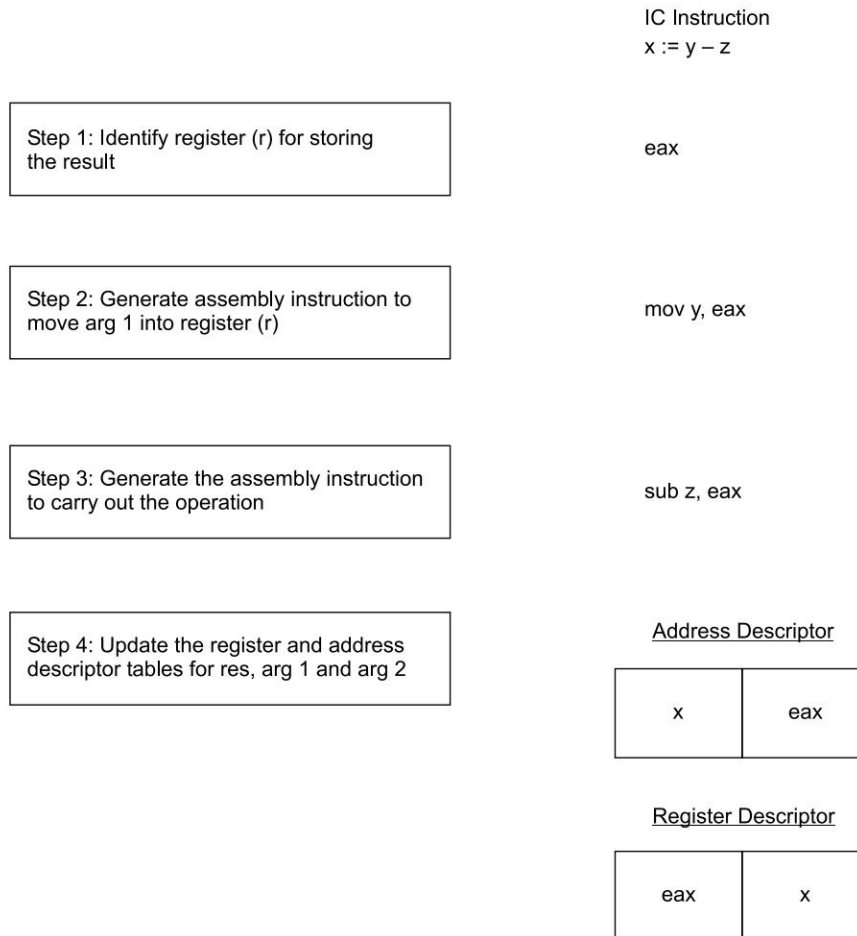 IC Instruction
x := y – z
Step 1: Identify register (r) for storing
the result
eax
Step 2: Generate assembly instruction to
move arg 1 into register (r)
mov y, eax
Step 3: Generate the assembly instruction
to carry out the operation
sub z, eax
Step 4: Update the register and address
descriptor tables for res, arg 1 and arg 2
Address Descriptor
x eax
Register Descriptor
eax x